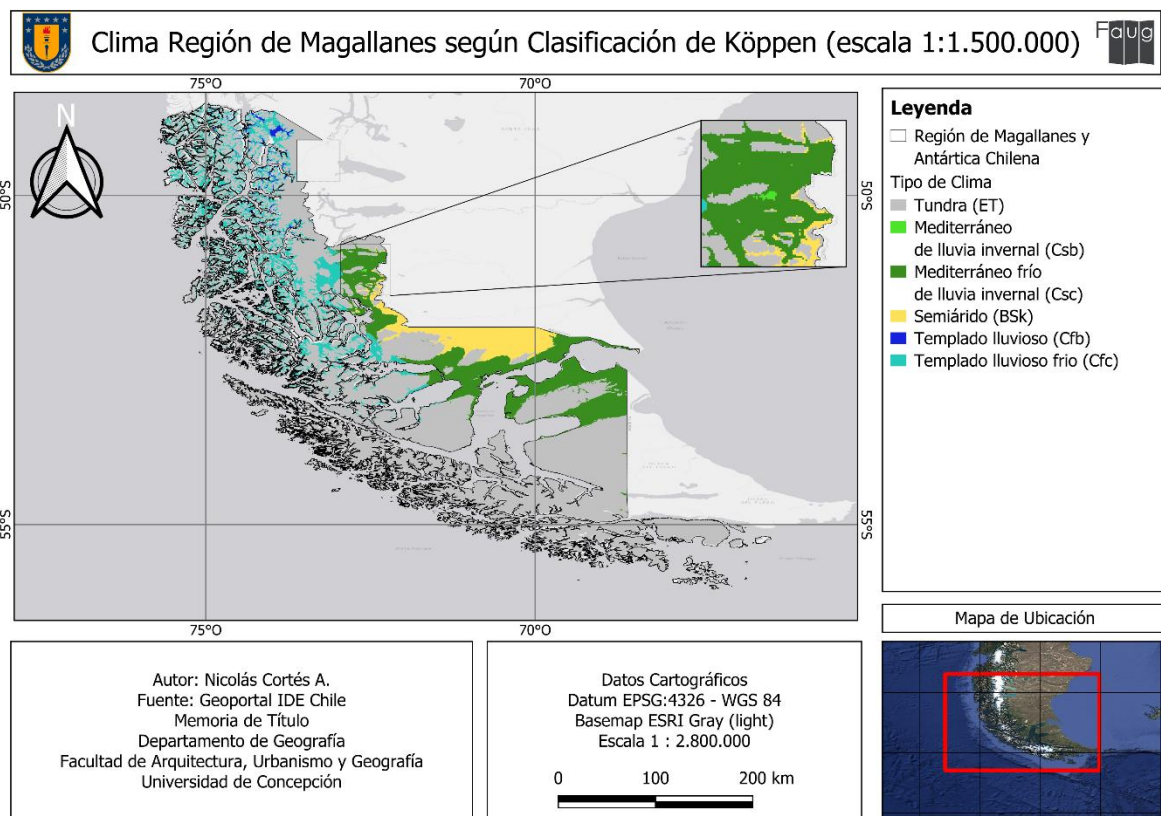 Clima Región de Magallanes según Clasificación de Köppen (escala 1:1.500.000)
Faug
75°O
70°O
N
50°S
50°S
55°S
55°S
75°O
70°O
Leyenda
Región de Magallanes y
Antártica Chilena
Tipo de Clima
Tundra (ET)
Mediterráneo
de lluvia invernal (Csb)
Mediterráneo frío
de lluvia invernal (Csc)
Semiárido (BSk)
Templado lluvioso (Cfb)
Templado lluvioso frio (Cfc)
Mapa de Ubicación
Autor: Nicolás Cortés A.
Fuente: Geoportal IDE Chile
Memoria de Título
Departamento de Geografía
Facultad de Arquitectura, Urbanismo y Geografía
Universidad de Concepción
Datos Cartográficos
Datum EPSG:4326 - WGS 84
Basemap ESRI Gray (light)
Escala 1 : 2.800.000
0
100
200 km